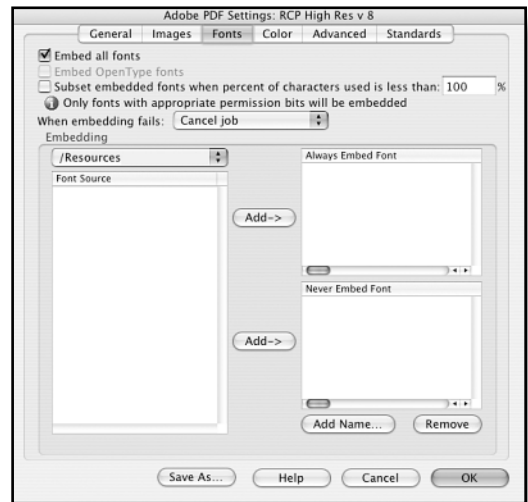 Adobe PDF Settings: RCP High Res v 8
General Images Fonts Color Advanced Standards
Embed all fonts
Embed OpenType fonts
Subset embedded fonts when percent of characters used is less than: 100 %
Only fonts with appropriate permission bits will be embedded
When embedding fails: Cancel job
Embedding
/Resources
Font Source
Always Embed Font
Add->
Never Embed Font
Add->
Add Name... Remove
Save As... Help Cancel OK